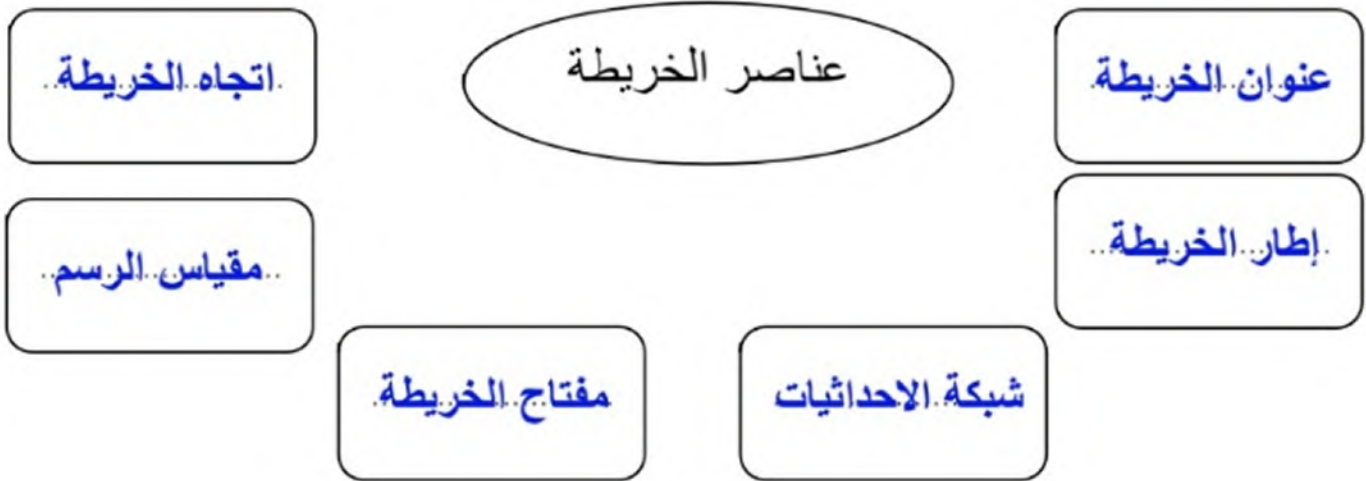 عناصر الخريطة
عنوان الخريطة
اتجاه الخريطة
إطار الخريطة
مقياس الرسم
شبكة الاحداثيات
مفتاح الخريطة